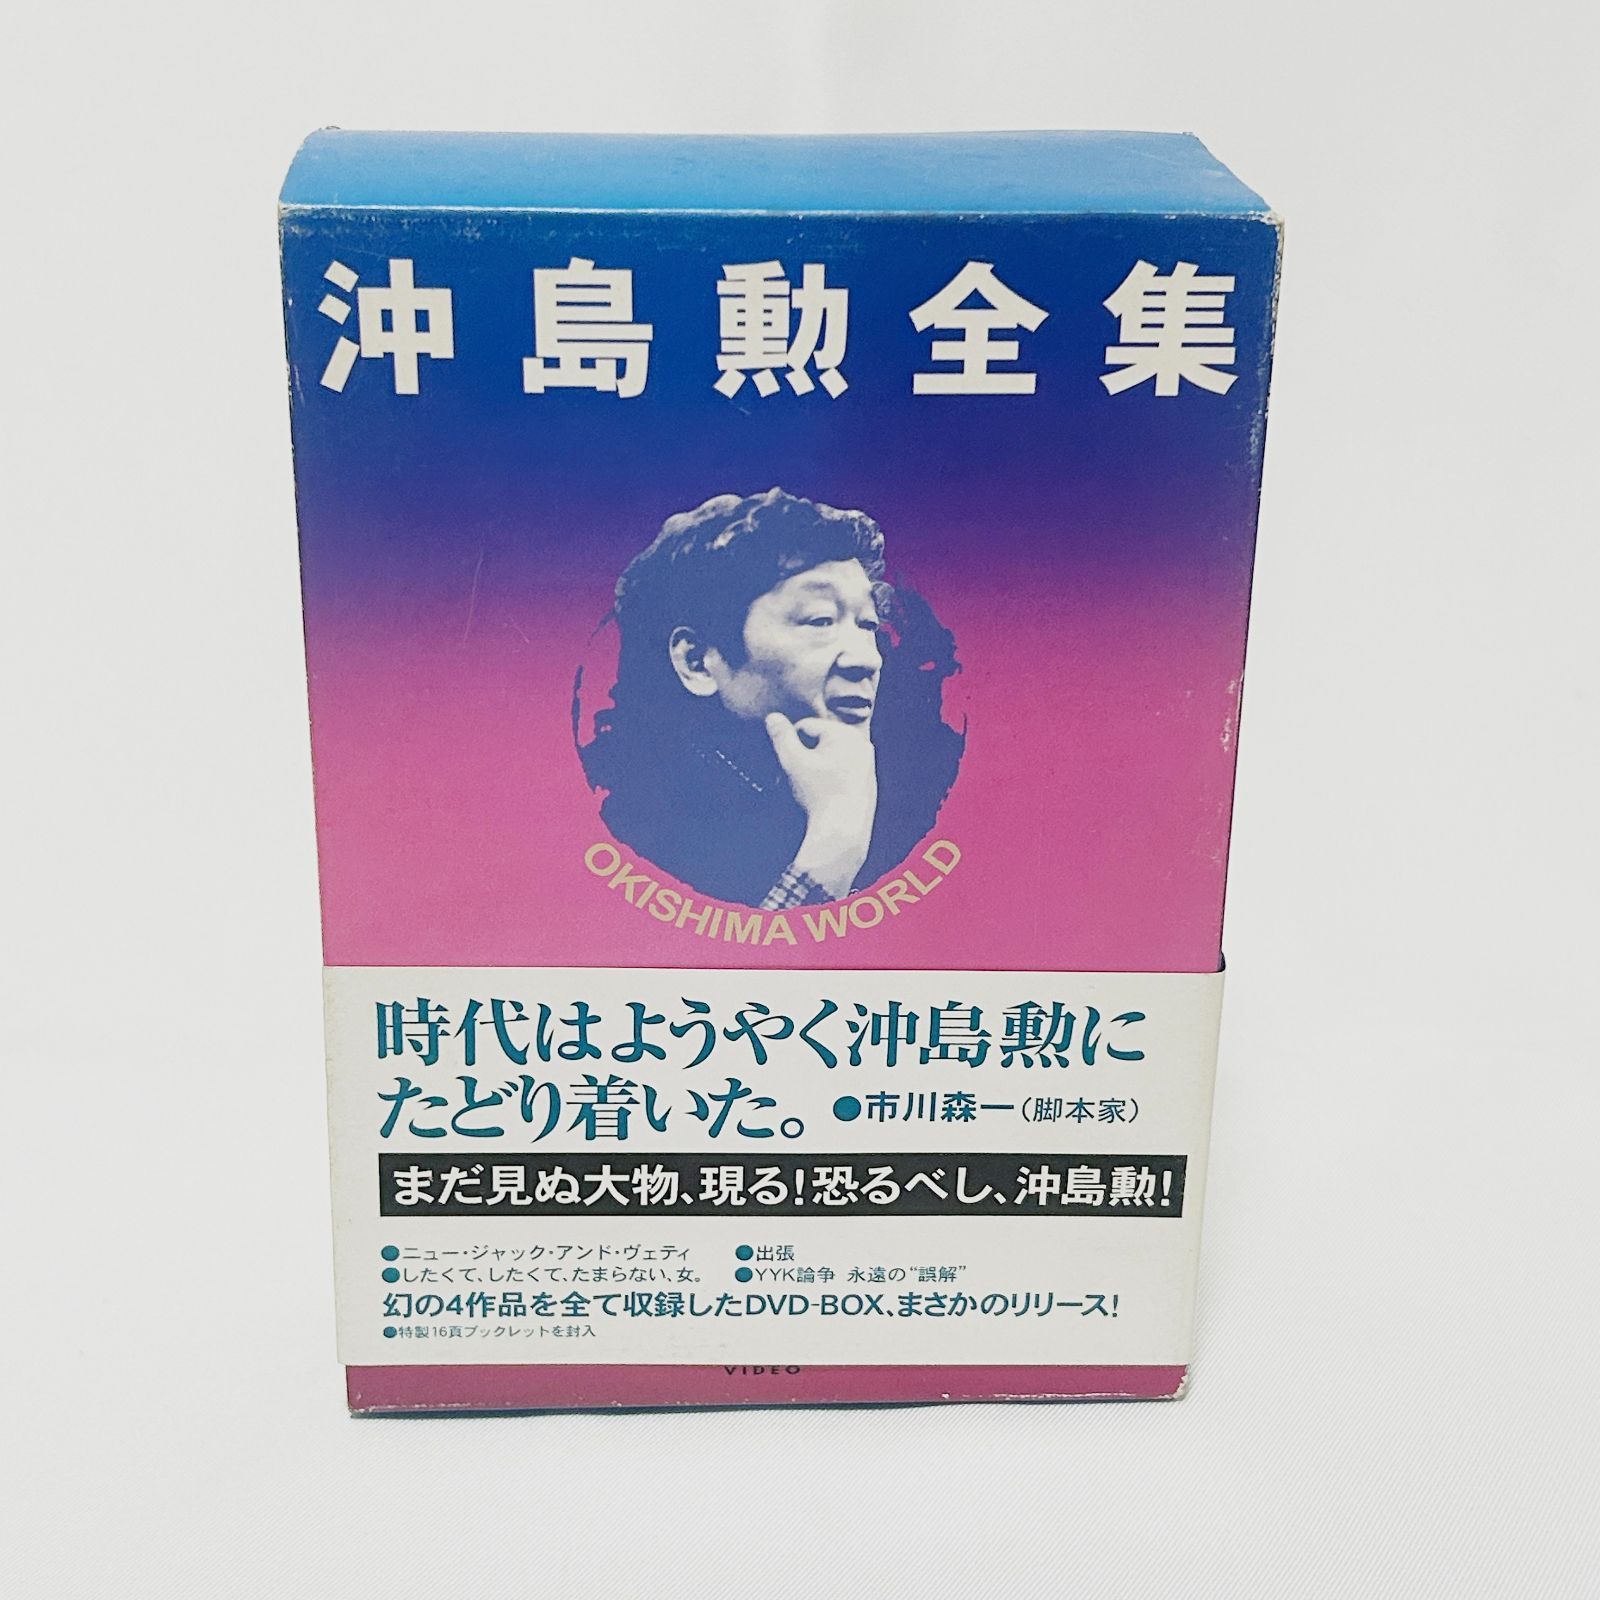 沖島勲全集
OKISHIMA WORLD
時代はようやく沖島勲に
たどり着いた。●市川森一(脚本家)
まだ見ぬ大物、現る!恐るべし、沖島勲!
●ニュー・ジャック・アンド・ヴェティ ●出張
●したくて、したくて、たまらない、女。 ●YYK論争 永遠の“誤解”
幻の4作品を全て収録したDVD-BOX、まさかのリリース!
●特製16頁ブックレットを封入
VIDEO